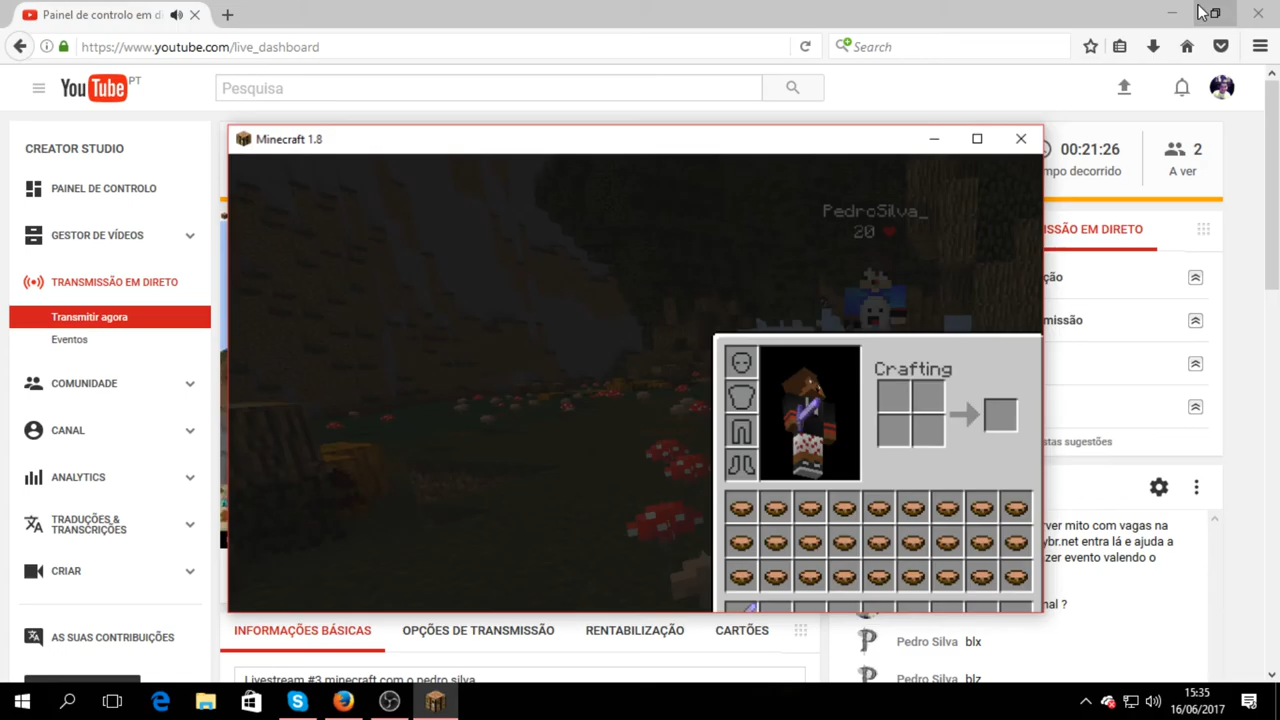 Painel de controlo em d
https://www.youtube.com/live_dashboard
Search
YouTube PT
Pesquisa
CREATOR STUDIO
PAINEL DE CONTROLO
GESTOR DE VÍDEOS
TRANSMISSÃO EM DIRETO
Transmitir agora
Eventos
COMUNIDADE
CANAL
ANALYTICS
TRADUÇÕES &
TRANSCRIÇÕES
CRIAR
AS SUAS CONTRIBUIÇÕES
Minecraft 1.8
PedroSilva_
20
Crafting
00:21:26
mpo decorrido
2
A ver
SSÃO EM DIRETO
ção
missão
stas sugestões
rver mito com vagas na
ybr.net entra lá e ajuda a
zer evento valendo o
nal ?
Pedro Silva blx
Pedro Silva blz
INFORMAÇÕES BÁSICAS
OPÇÕES DE TRANSMISSÃO
RENTABILIZAÇÃO
CARTÕES
Livestream #3 minecraft com o pedro silva
15:35
16/06/2017